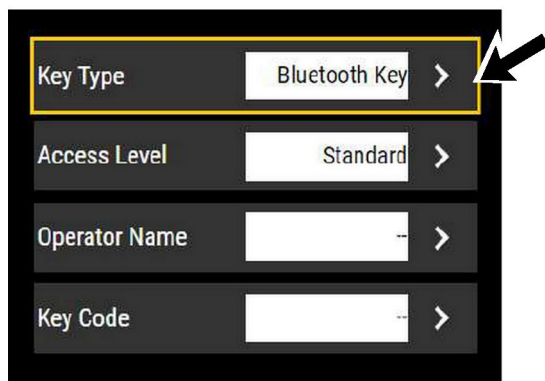 Key Type Bluetooth Key
Access Level Standard
Operator Name --
Key Code --